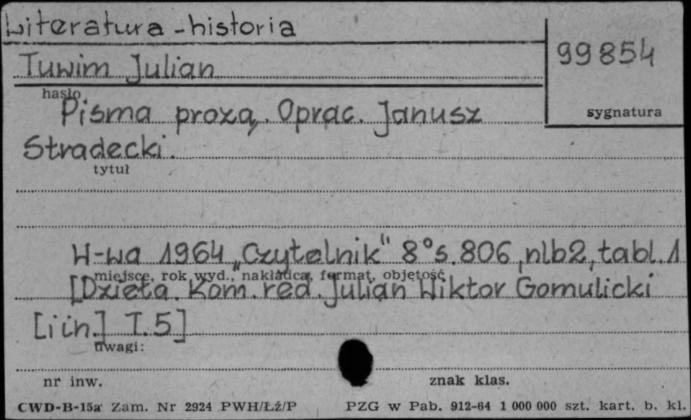 Literatura - historia
99854
Tuwim Julian
hasło
Pisma prozą. Oprac. Janusz
sygnatura
Stradecki.
tytuł
W-wa 1964 „Czytelnik" 8° s. 806, nlb2, tabl. 1
miejsce, rok wyd., nakładca, format, objętość
[Dzieła. Kom. red. Julian Wiktor Gomulicki
[i in.] T. 5]
uwagi:
nr inw.
znak klas.
CWD-B-15a Zam. Nr 2924 PWH/Łź/P
PZG w Pab. 912-64 1 000 000 szt. kart. b. kl.